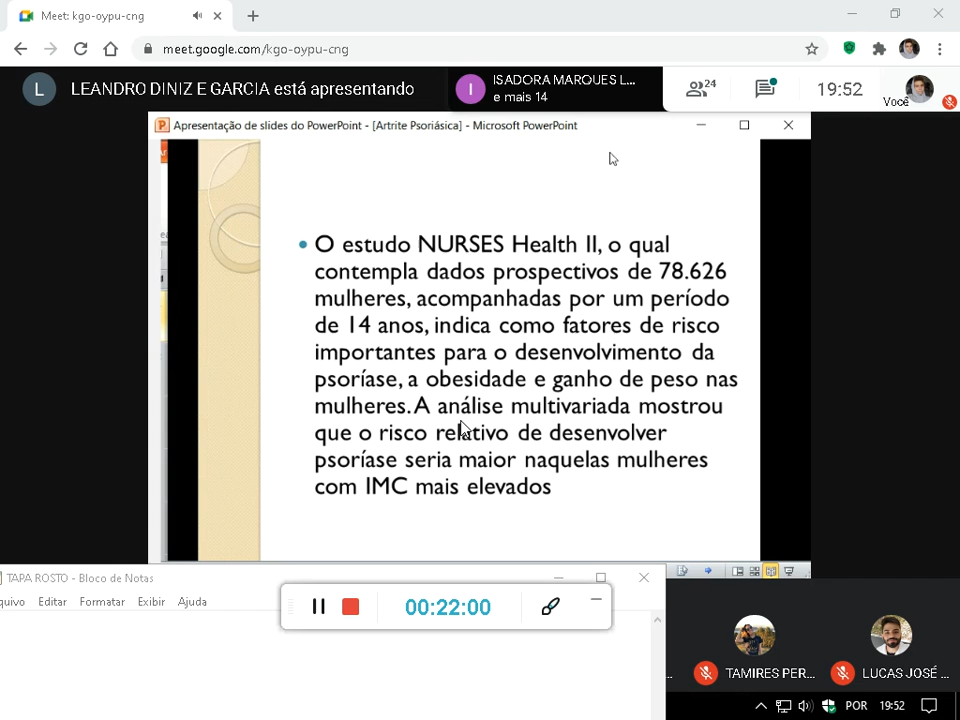 Meet: kgo-oypu-cng
meet.google.com/kgo-oypu-cng
L
LEANDRO DINIZ E GARCIA está apresentando
I
ISADORA MARQUES L...
e mais 14
24
19:52
Você
Apresentação de slides do PowerPoint - [Artrite Psoriásica] - Microsoft PowerPoint
O estudo NURSES Health II, o qual
contempla dados prospectivos de 78.626
mulheres, acompanhadas por um período
de 14 anos, indica como fatores de risco
importantes para o desenvolvimento da
psoríase, a obesidade e ganho de peso nas
mulheres. A análise multivariada mostrou
que o risco relativo de desenvolver
psoríase seria maior naquelas mulheres
com IMC mais elevados
TAPA ROSTO - Bloco de Notas
quivo Editar Formatar Exibir Ajuda
00:22:00
... TAMIRES PER... LUCAS JOSÉ ...
POR 19:52